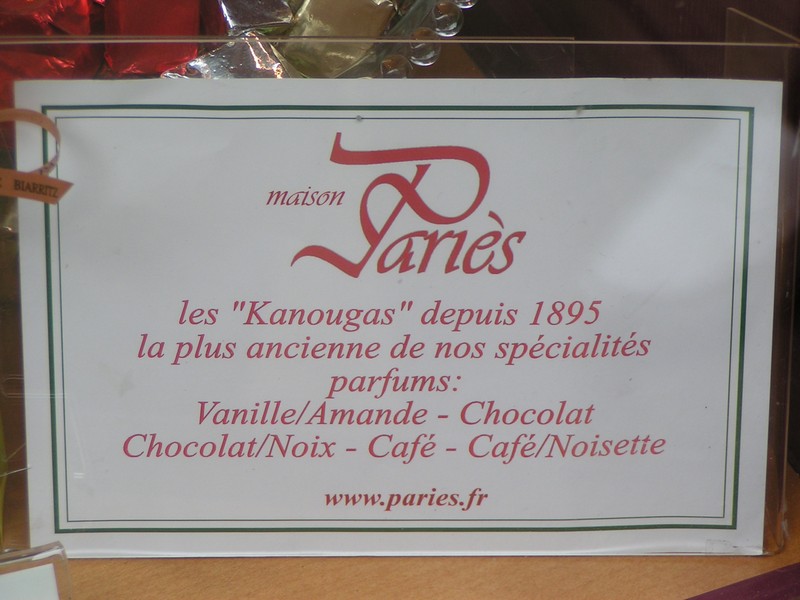 BIARRITZ
maison
Pariès
les "Kanougas" depuis 1895
la plus ancienne de nos spécialités
parfums:
Vanille/Amande - Chocolat
Chocolat/Noix - Café - Café/Noisette
www.paries.fr